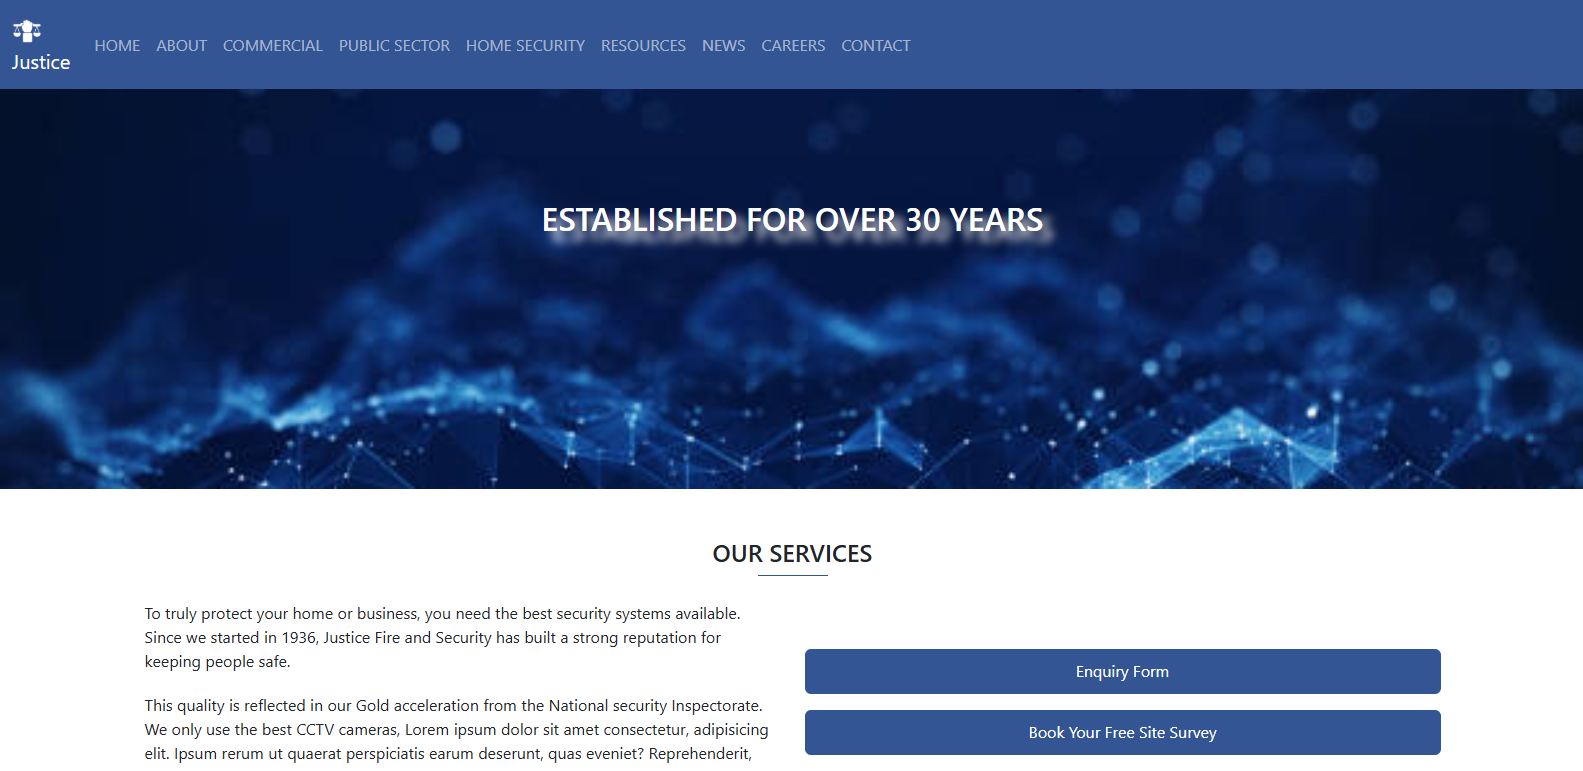 Justice
HOME ABOUT COMMERCIAL PUBLIC SECTOR HOME SECURITY RESOURCES NEWS CAREERS CONTACT
ESTABLISHED FOR OVER 30 YEARS
OUR SERVICES
To truly protect your home or business, you need the best security systems available.
Since we started in 1936, Justice Fire and Security has built a strong reputation for
keeping people safe.
This quality is reflected in our Gold acceleration from the National security Inspectorate.
We only use the best CCTV cameras, Lorem ipsum dolor sit amet consectetur, adipisicing
elit. Ipsum rerum ut quaerat perspiciatis earum deserunt, quas eveniet? Reprehenderit,
Enquiry Form
Book Your Free Site Survey